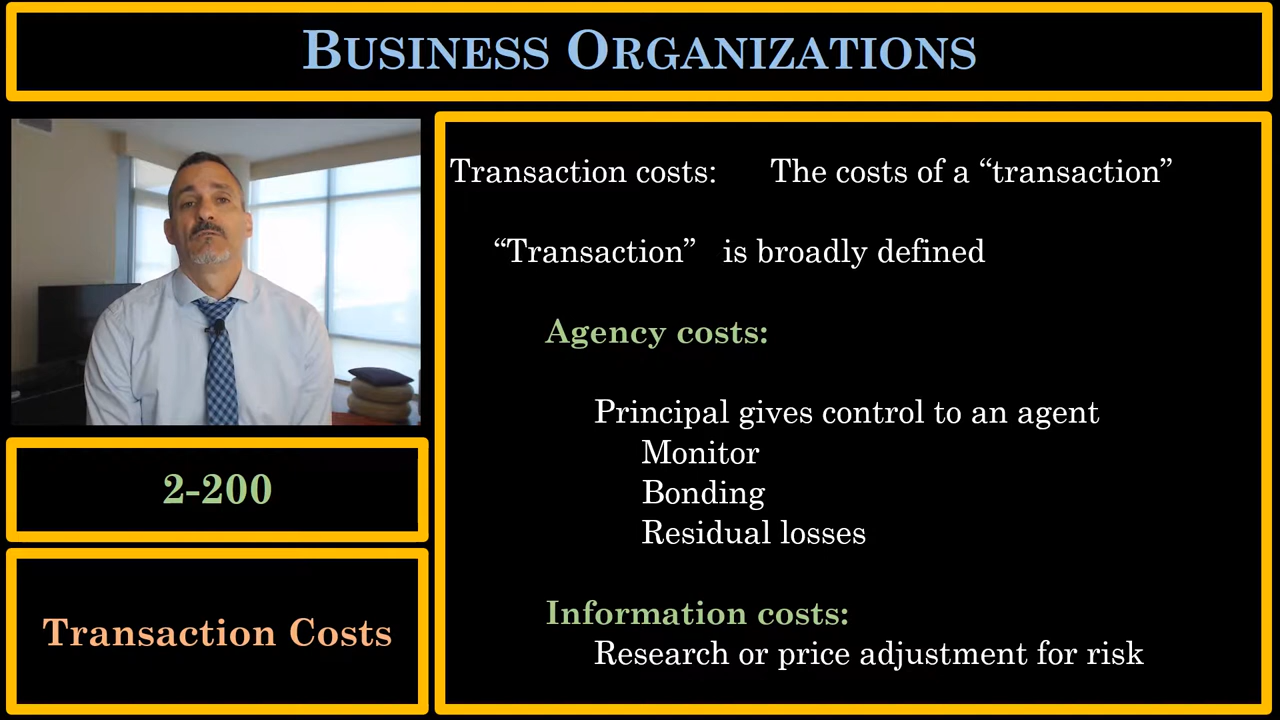 BUSINESS ORGANIZATIONS
Transaction costs: The costs of a “transaction”
“Transaction” is broadly defined
Agency costs:
Principal gives control to an agent
Monitor
Bonding
Residual losses
Information costs:
Research or price adjustment for risk
2-200
Transaction Costs